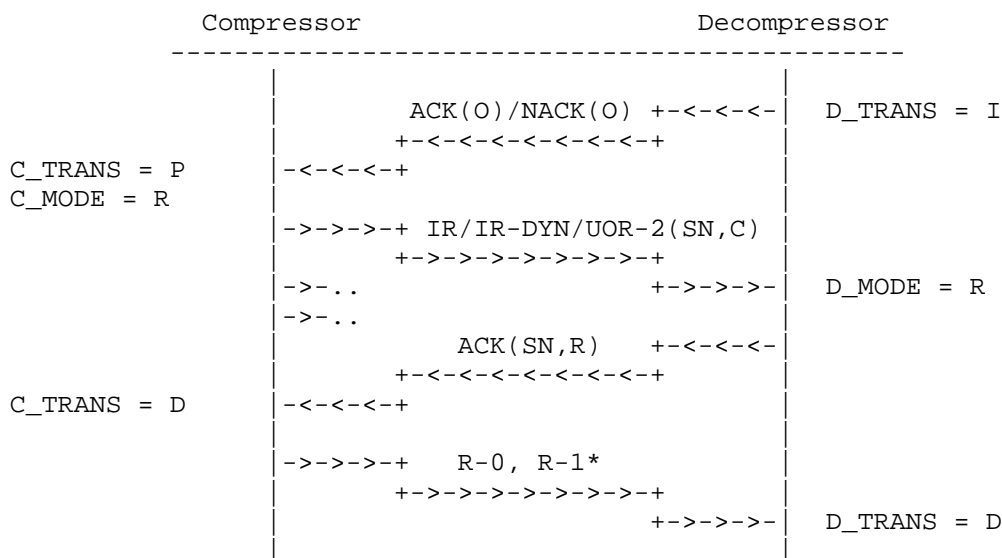 Compressor                     Decompressor
          ----------------------------------------------
                |                               |
                |        ACK(O)/NACK(O) +-<-<-<-|  D_TRANS = I
                |       +-<-<-<-<-<-<-<-+       |
C_TRANS = P     |-<-<-<-+                       |
C_MODE = R      |                               |
                |->->->-+ IR/IR-DYN/UOR-2(SN,C) |
                |       +->->->->->->->-+       |
                |->-..                  +->->->-|  D_MODE = R
                |->-..                          |
                |           ACK(SN,R)   +-<-<-<-|
                |       +-<-<-<-<-<-<-<-+       |
C_TRANS = D     |-<-<-<-+                       |
                |                               |
                |->->->-+   R-0, R-1*           |
                |       +->->->->->->->-+       |
                |                       +->->->-|  D_TRANS = D
                |                               |